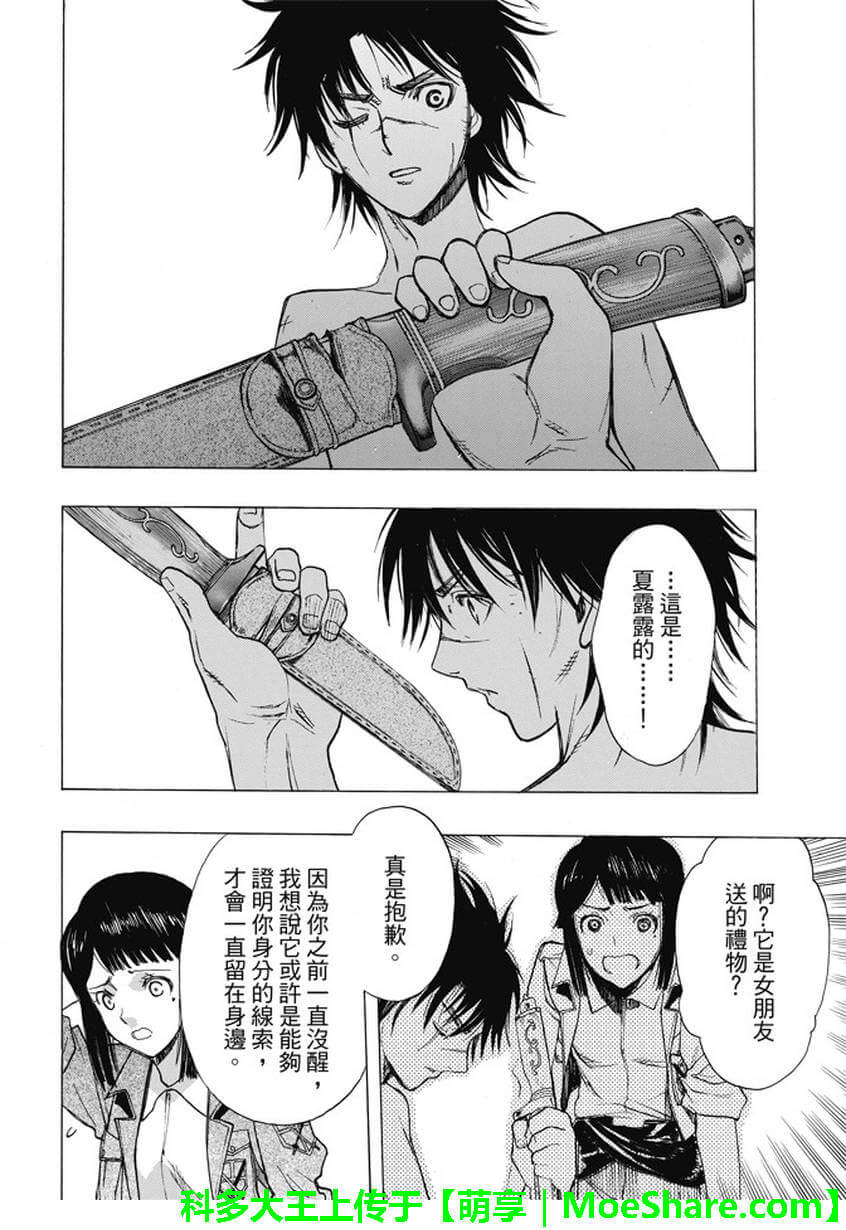 …這是……
夏露露的……！
啊？它是女朋友
送的禮物？
真是抱歉。
因為你之前一直沒醒，
我想說它或許是能夠
證明你身分的線索，
才會一直留在身邊。
科多大王上传于【萌享｜MoeShare.com】